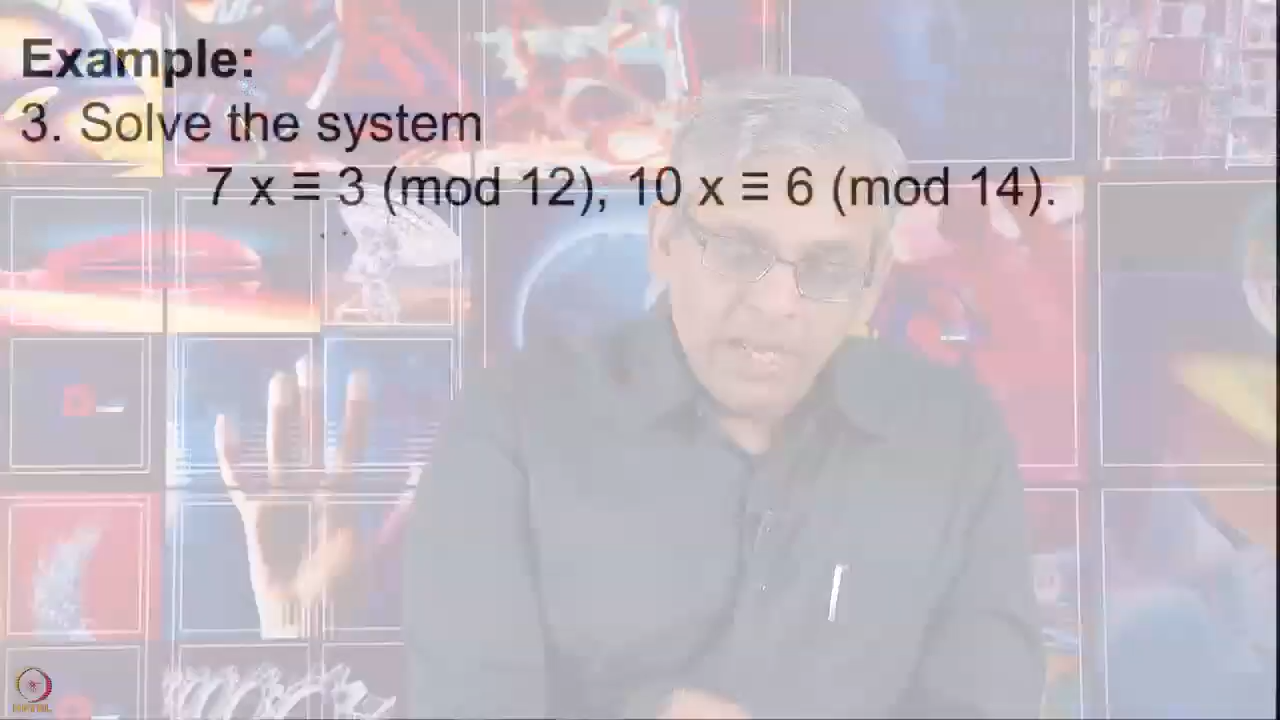 Example:
3. Solve the system
7 x ≡ 3 (mod 12), 10 x ≡ 6 (mod 14).